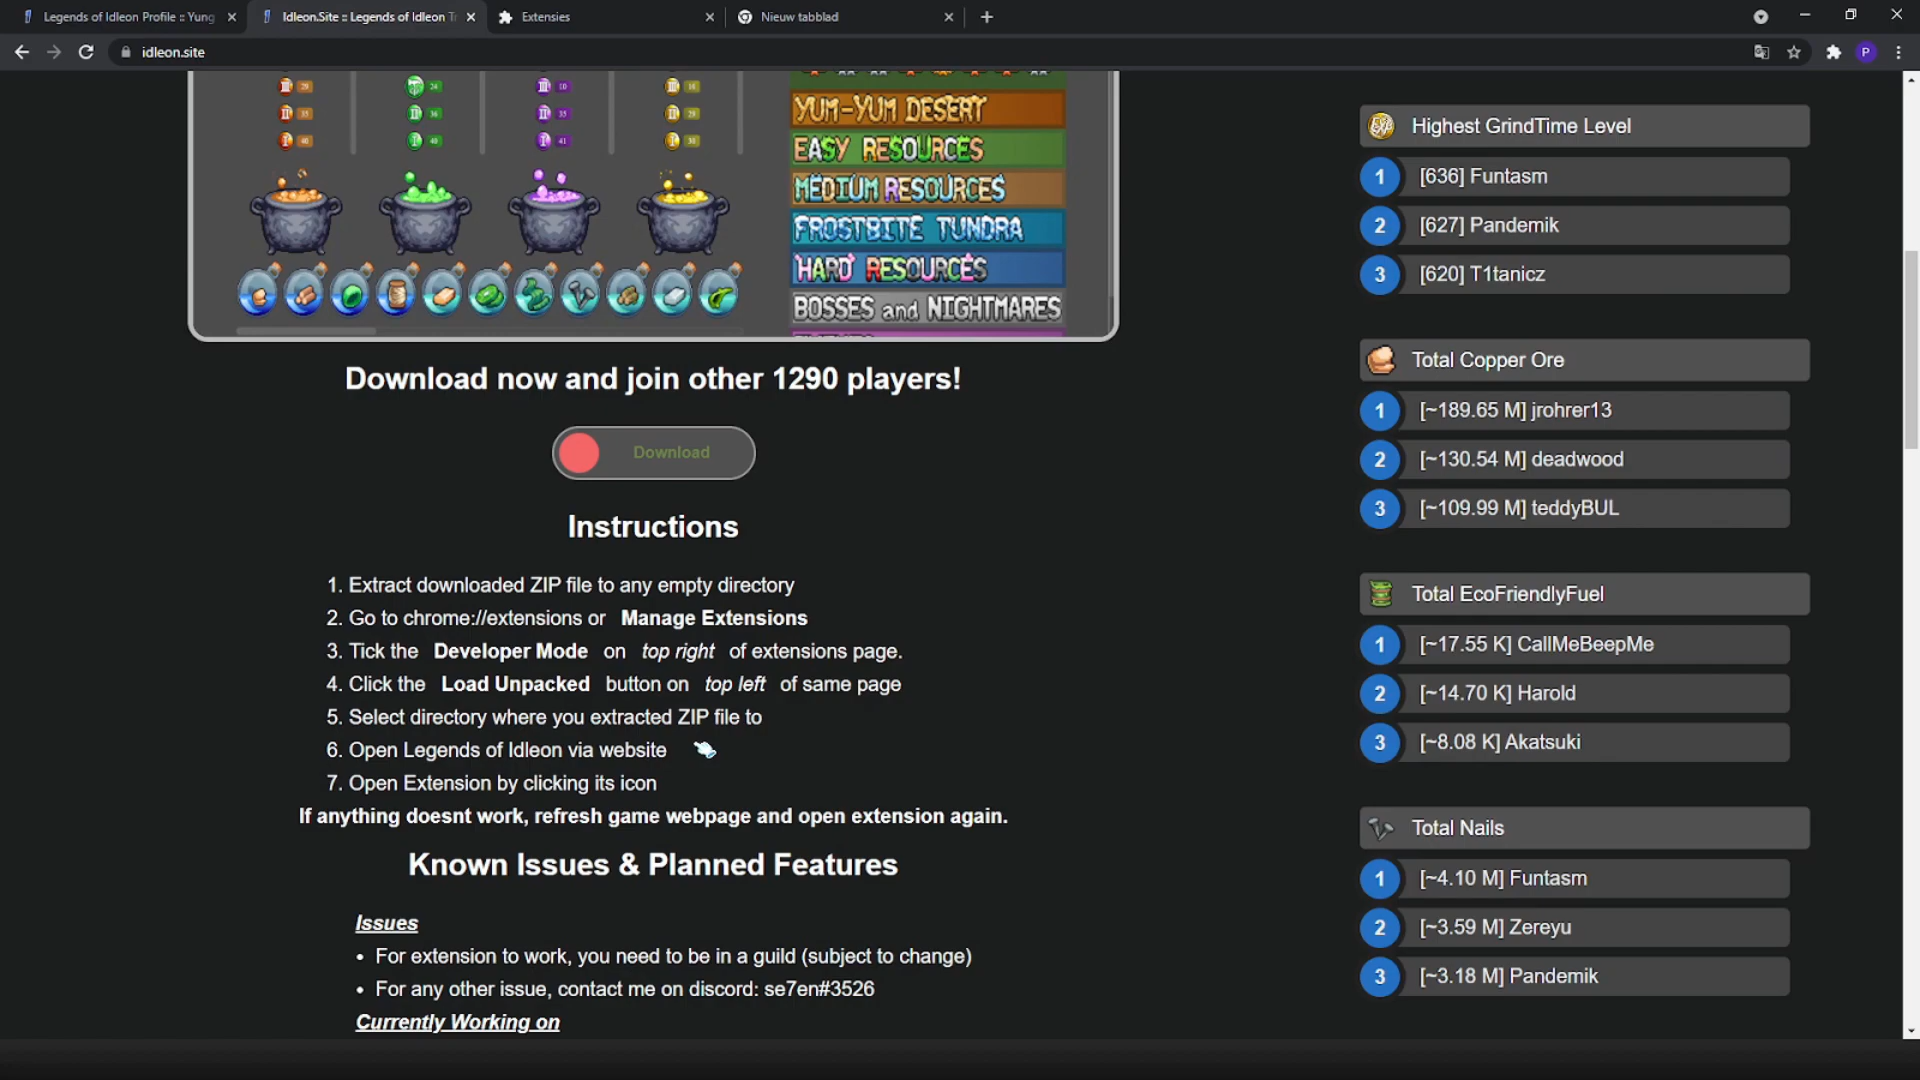 Legends of Idleon Profile :: Yung
Idleon.Site :: Legends of Idleon Tr
Extensies
Nieuw tabblad
idleon.site
P
YUM-YUM DESERT
EASY RESOURCES
MEDIUM RESOURCES
FROSTBITE TUNDRA
HARD RESOURCES
BOSSES and NIGHTMARES
Download now and join other 1290 players!
Download
Instructions
1. Extract downloaded ZIP file to any empty directory
2. Go to chrome://extensions or Manage Extensions
3. Tick the Developer Mode on top right of extensions page.
4. Click the Load Unpacked button on top left of same page
5. Select directory where you extracted ZIP file to
6. Open Legends of Idleon via website
7. Open Extension by clicking its icon
If anything doesnt work, refresh game webpage and open extension again.
Known Issues & Planned Features
Issues
• For extension to work, you need to be in a guild (subject to change)
• For any other issue, contact me on discord: se7en#3526
Currently Working on
Highest GrindTime Level
1 [636] Funtasm
2 [627] Pandemik
3 [620] T1tanicz
Total Copper Ore
1 [~189.65 M] jrohrer13
2 [~130.54 M] deadwood
3 [~109.99 M] teddyBUL
Total EcoFriendlyFuel
1 [~17.55 K] CallMeBeepMe
2 [~14.70 K] Harold
3 [~8.08 K] Akatsuki
Total Nails
1 [~4.10 M] Funtasm
2 [~3.59 M] Zereyu
3 [~3.18 M] Pandemik